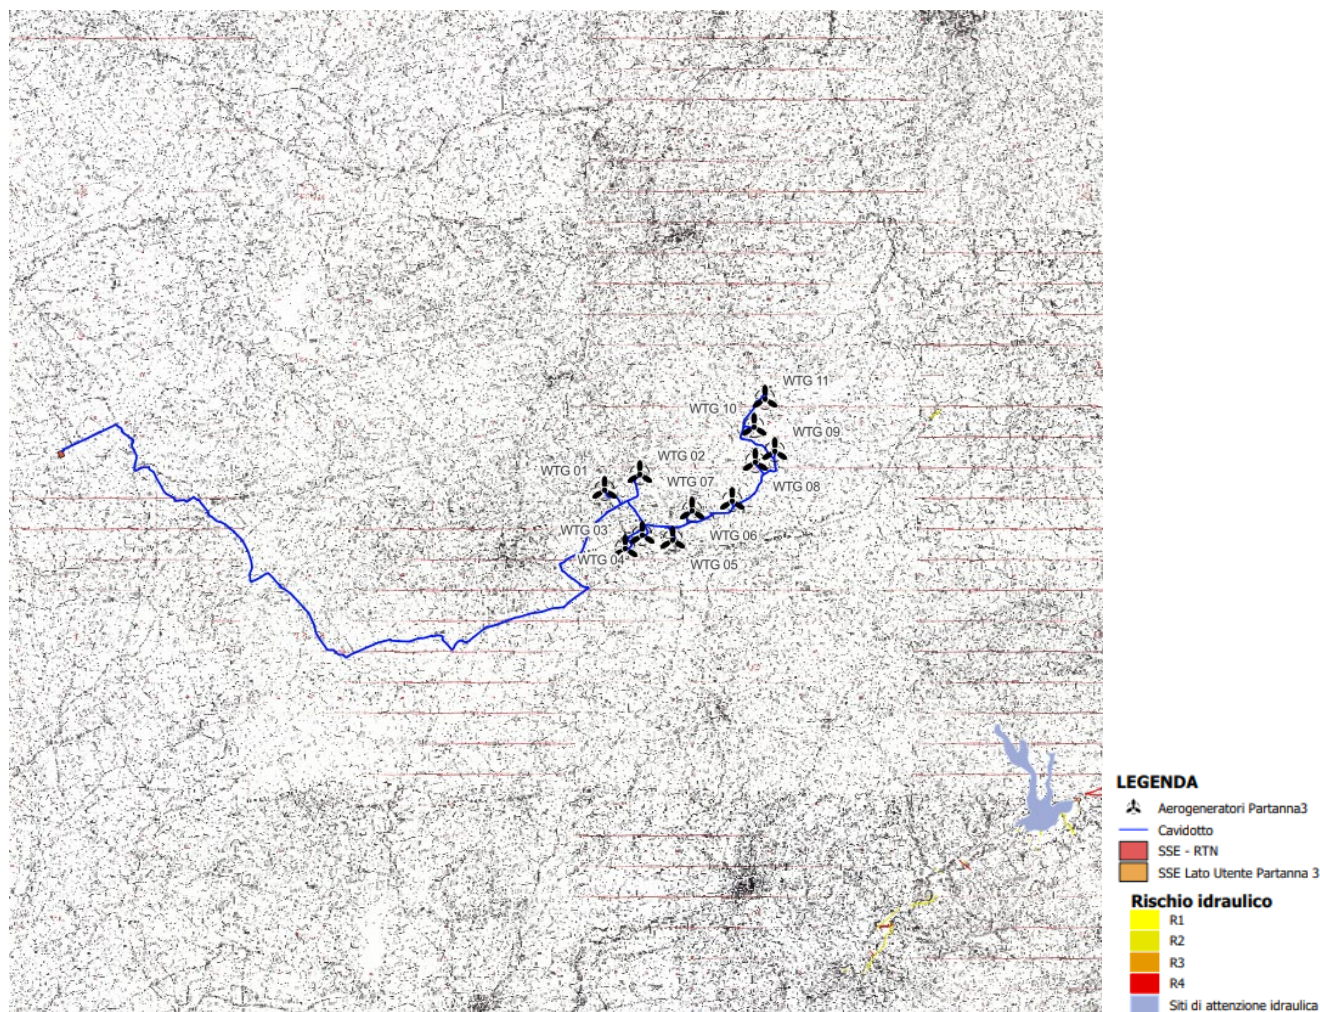 WTG 11
WTG 10
WTG 09
WTG 02
WTG 01
WTG 07
WTG 08
WTG 03
WTG 06
WTG 04
WTG 05
LEGENDA
Aerogeneratori Partanna3
Cavidotto
SSE - RTN
SSE Lato Utente Partanna 3
Rischio idraulico
R1
R2
R3
R4
Siti di attenzione idraulica